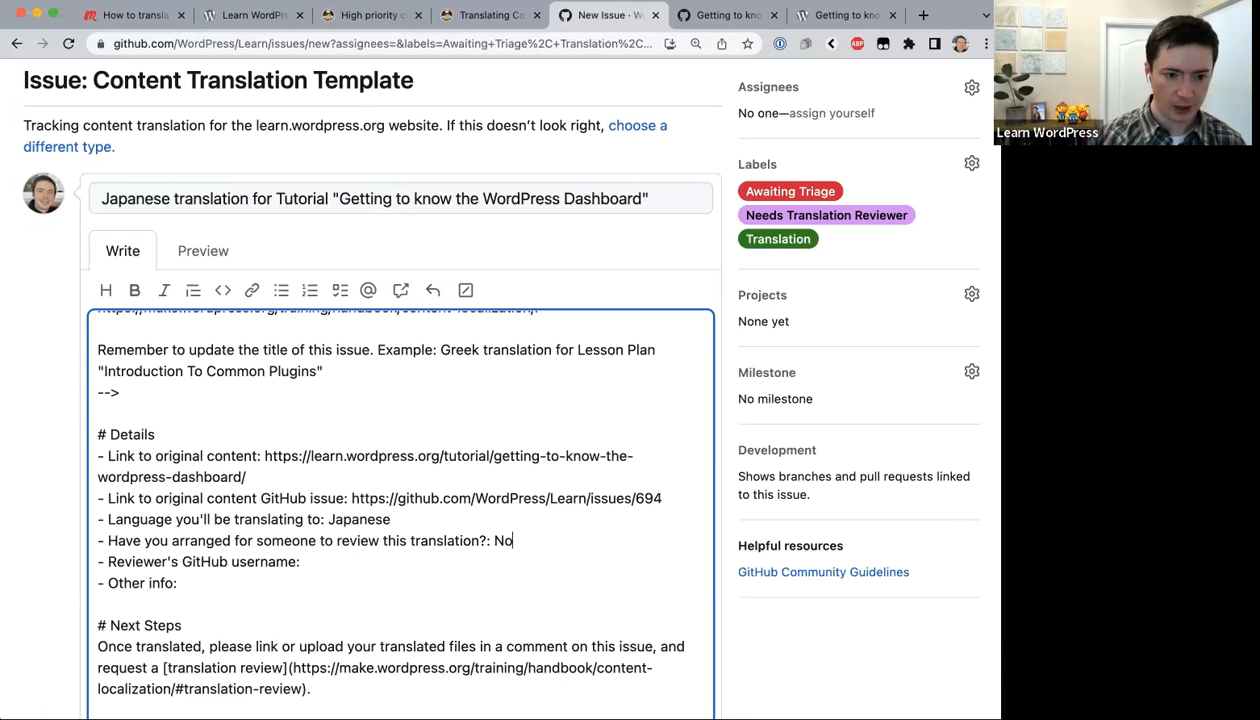 How to transla
Learn WordPre
High priority c
Translating Co
New Issue · W
Getting to kno
Getting to kno
github.com/WordPress/Learn/issues/new?assignees=&labels=Awaiting+Triage%2C+Translation%2C...
ABP
Learn WordPress
Issue: Content Translation Template
Tracking content translation for the learn.wordpress.org website. If this doesn't look right, choose a
different type.
Japanese translation for Tutorial "Getting to know the WordPress Dashboard"
Write
Preview
https://make.wordpress.org/training/handbook/content-localization/.
Remember to update the title of this issue. Example: Greek translation for Lesson Plan
"Introduction To Common Plugins"
-->
# Details
- Link to original content: https://learn.wordpress.org/tutorial/getting-to-know-the-
wordpress-dashboard/
- Link to original content GitHub issue: https://github.com/WordPress/Learn/issues/694
- Language you'll be translating to: Japanese
- Have you arranged for someone to review this translation?: No
- Reviewer's GitHub username:
- Other info:
# Next Steps
Once translated, please link or upload your translated files in a comment on this issue, and
request a [translation review](https://make.wordpress.org/training/handbook/content-
localization/#translation-review).
Assignees
No one—assign yourself
Labels
Awaiting Triage
Needs Translation Reviewer
Translation
Projects
None yet
Milestone
No milestone
Development
Shows branches and pull requests linked
to this issue.
Helpful resources
GitHub Community Guidelines